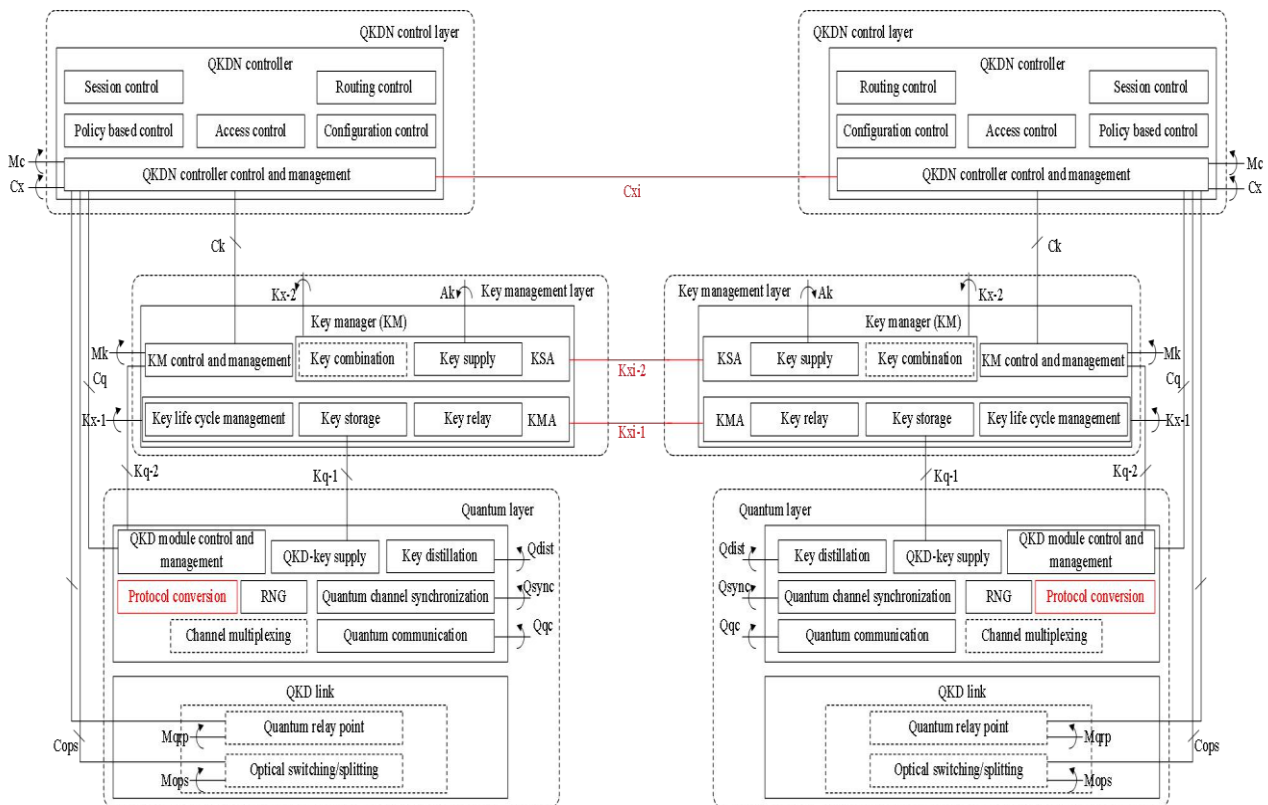 QKDN control layer
QKDN controller
Session control
Routing control
Policy based control
Access control
Configuration control
Mc
QKDN controller control and management
Cx
QKDN control layer
QKDN controller
Routing control
Session control
Configuration control
Access control
Policy based control
Mc
QKDN controller control and management
Cx
Cxi
Ck
Ck
Kx-2
Ak
Key management layer
Key manager (KM)
Mk
KM control and management
Key combination
Key supply
KSA
Cq
Kx-1
Key life cycle management
Key storage
Key relay
KMA
Kxi-2
Kxi-1
Key management layer
Ak
Kx-2
Key manager (KM)
KSA
Key supply
Key combination
KM control and management
Mk
Cq
KMA
Key relay
Key storage
Key life cycle management
Kx-1
Kq-2
Kq-1
Kq-1
Kq-2
Quantum layer
QKD module control and
management
QKD-key supply
Key distillation
Qdist
Protocol conversion
RNG
Quantum channel synchronization
Qsync
Channel multiplexing
Quantum communication
Qqc
QKD link
Quantum relay point
Mqrp
Cops
Optical switching/splitting
Mops
Quantum layer
Qdist
Key distillation
QKD-key supply
QKD module control and
management
Qsync
Quantum channel synchronization
RNG
Protocol conversion
Qqc
Quantum communication
Channel multiplexing
QKD link
Quantum relay point
Mqrp
Cops
Optical switching/splitting
Mops